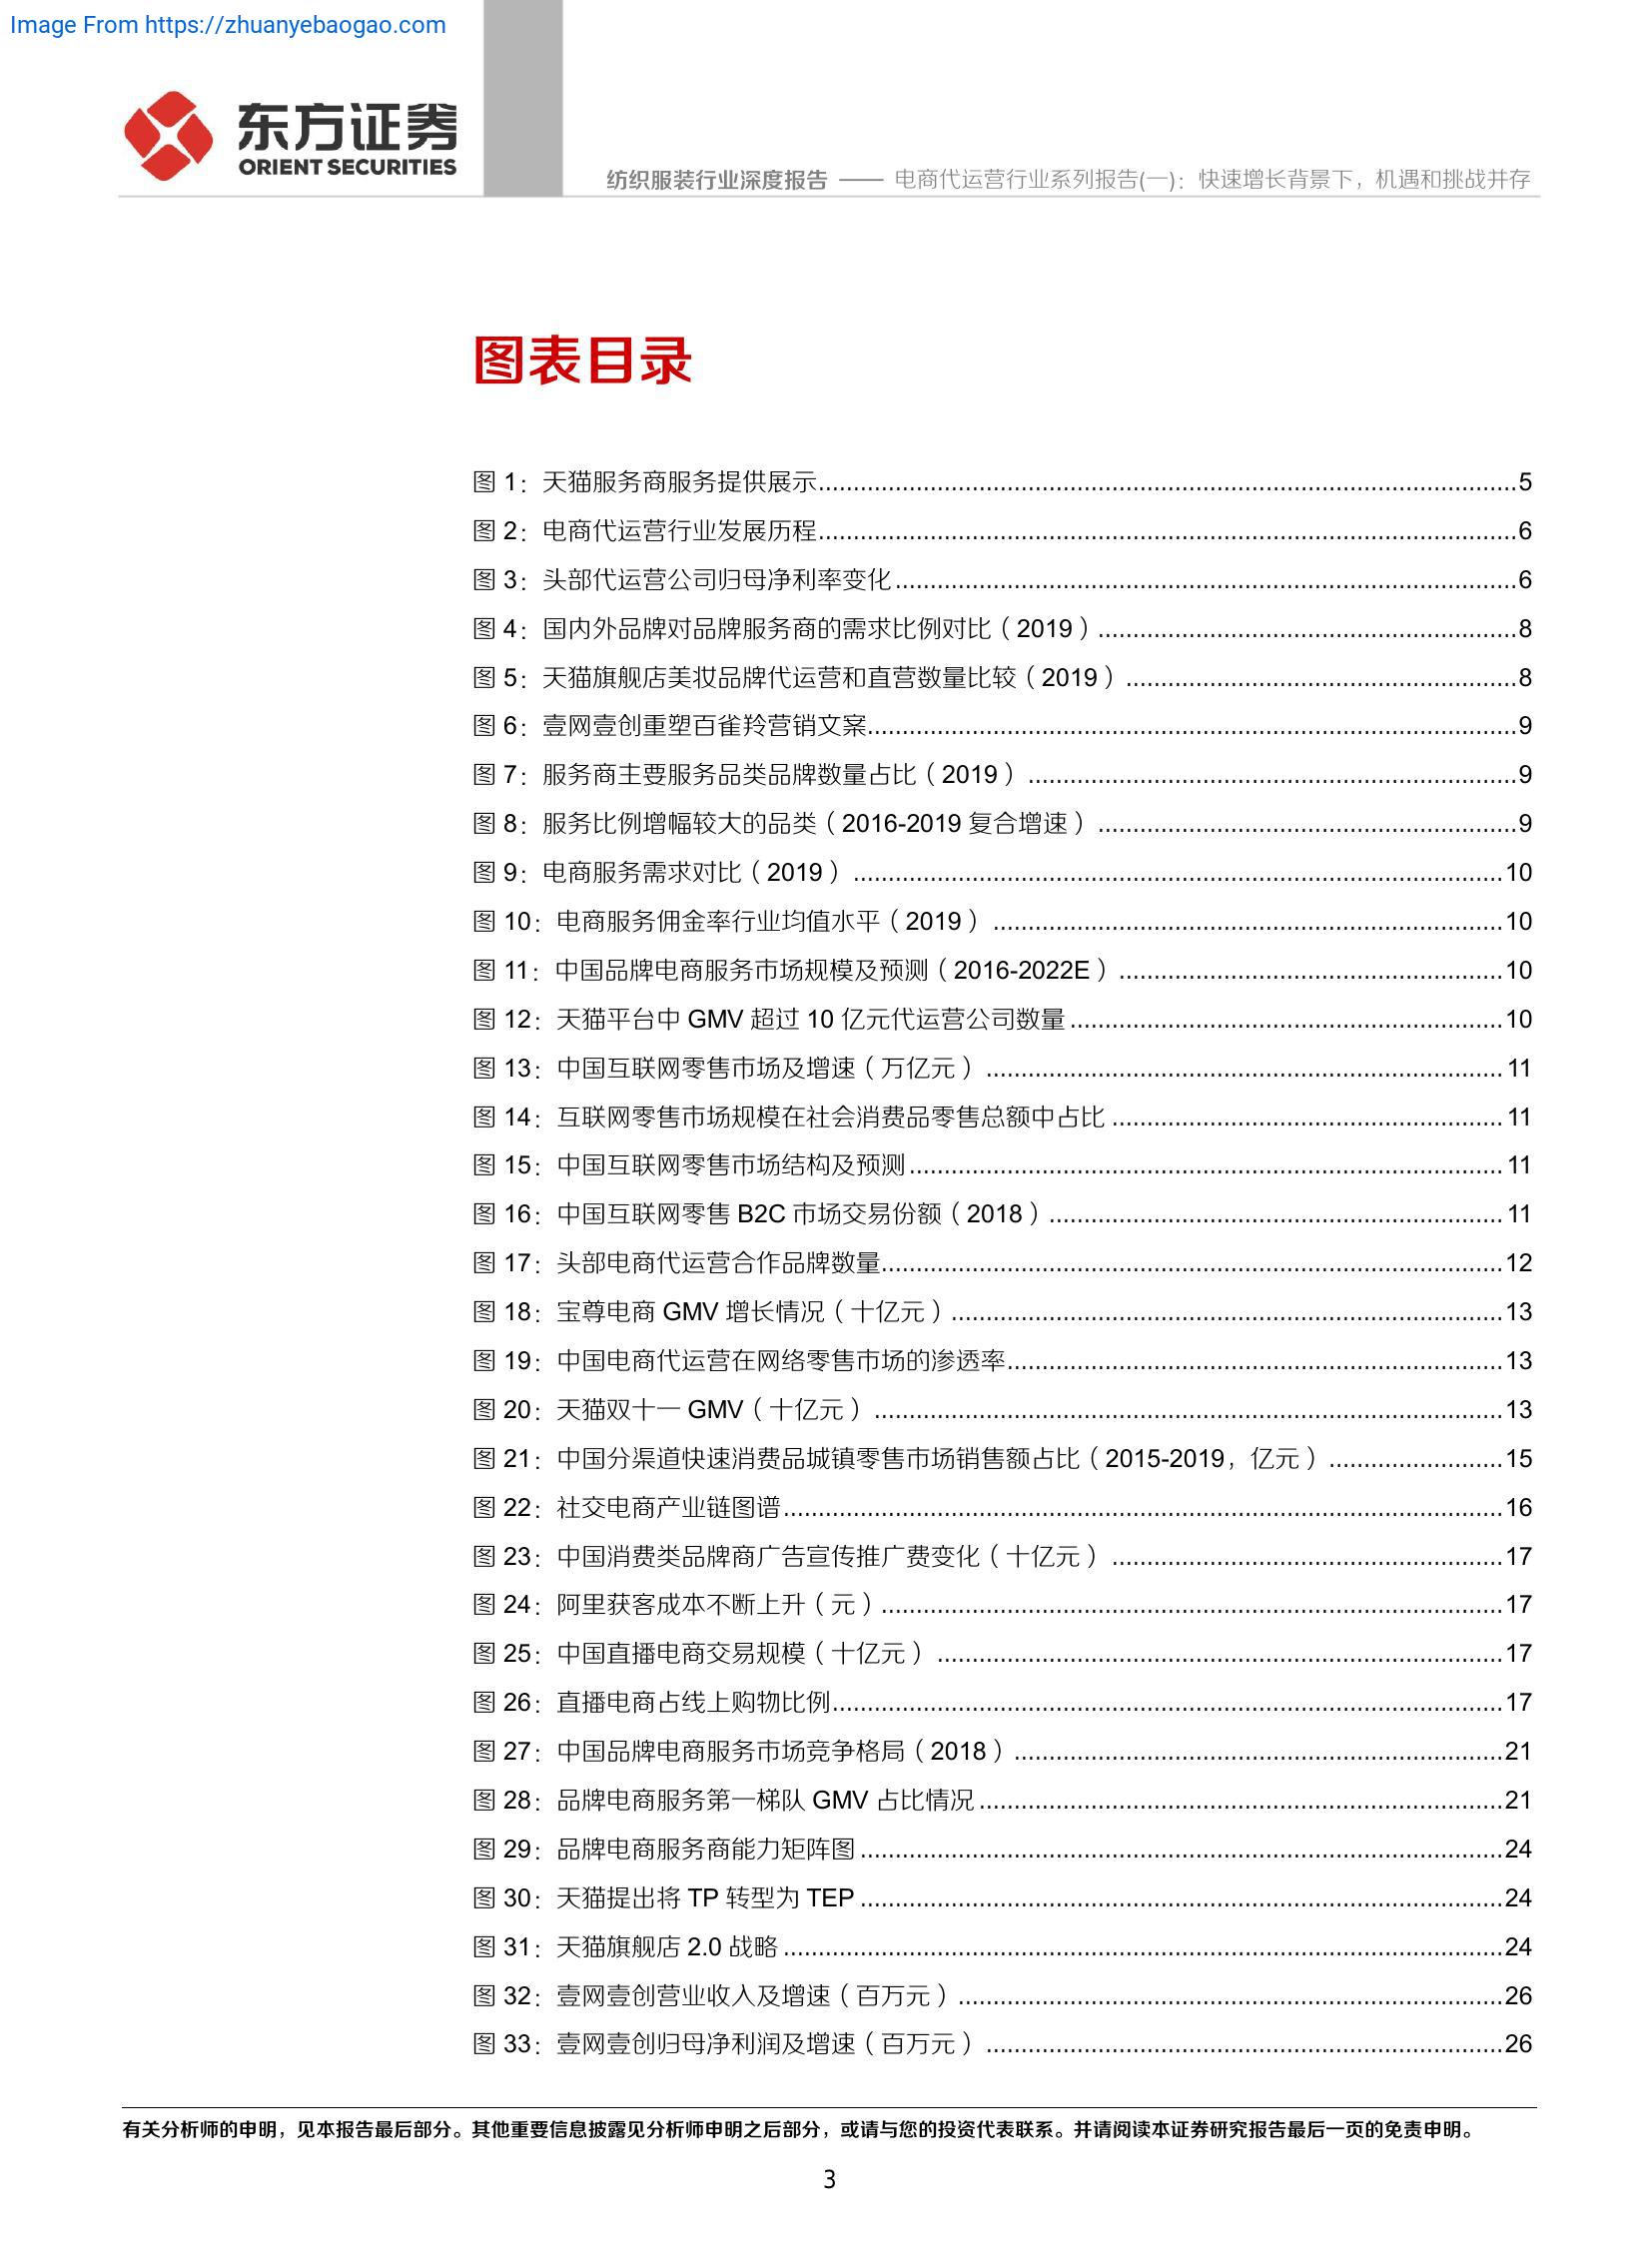 Image From https://zhuanyebaogao.com
东方证券
ORIENT SECURITIES
纺织服装行业深度报告 —— 电商代运营行业系列报告(一)：快速增长背景下，机遇和挑战并存
图表目录
图 1：天猫服务商服务提供展示....................5
图 2：电商代运营行业发展历程....................6
图 3：头部代运营公司归母净利率变化....................6
图 4：国内外品牌对品牌服务商的需求比例对比（2019）....................8
图 5：天猫旗舰店美妆品牌代运营和直营数量比较（2019）....................8
图 6：壹网壹创重塑百雀羚营销文案....................9
图 7：服务商主要服务品类品牌数量占比（2019）....................9
图 8：服务比例增幅较大的品类（2016-2019 复合增速）....................9
图 9：电商服务需求对比（2019）....................10
图 10：电商服务佣金率行业均值水平（2019）....................10
图 11：中国品牌电商服务市场规模及预测（2016-2022E）....................10
图 12：天猫平台中 GMV 超过 10 亿元代运营公司数量....................10
图 13：中国互联网零售市场及增速（万亿元）....................11
图 14：互联网零售市场规模在社会消费品零售总额中占比....................11
图 15：中国互联网零售市场结构及预测....................11
图 16：中国互联网零售 B2C 市场交易份额（2018）....................11
图 17：头部电商代运营合作品牌数量....................12
图 18：宝尊电商 GMV 增长情况（十亿元）....................13
图 19：中国电商代运营在网络零售市场的渗透率....................13
图 20：天猫双十一 GMV（十亿元）....................13
图 21：中国分渠道快速消费品城镇零售市场销售额占比（2015-2019，亿元）....................15
图 22：社交电商产业链图谱....................16
图 23：中国消费类品牌商广告宣传推广费变化（十亿元）....................17
图 24：阿里获客成本不断上升（元）....................17
图 25：中国直播电商交易规模（十亿元）....................17
图 26：直播电商占线上购物比例....................17
图 27：中国品牌电商服务市场竞争格局（2018）....................21
图 28：品牌电商服务第一梯队 GMV 占比情况....................21
图 29：品牌电商服务商能力矩阵图....................24
图 30：天猫提出将 TP 转型为 TEP....................24
图 31：天猫旗舰店 2.0 战略....................24
图 32：壹网壹创营业收入及增速（百万元）....................26
图 33：壹网壹创归母净利润及增速（百万元）....................26
有关分析师的申明，见本报告最后部分。其他重要信息披露见分析师申明之后部分，或请与您的投资代表联系。并请阅读本证券研究报告最后一页的免责申明。
3